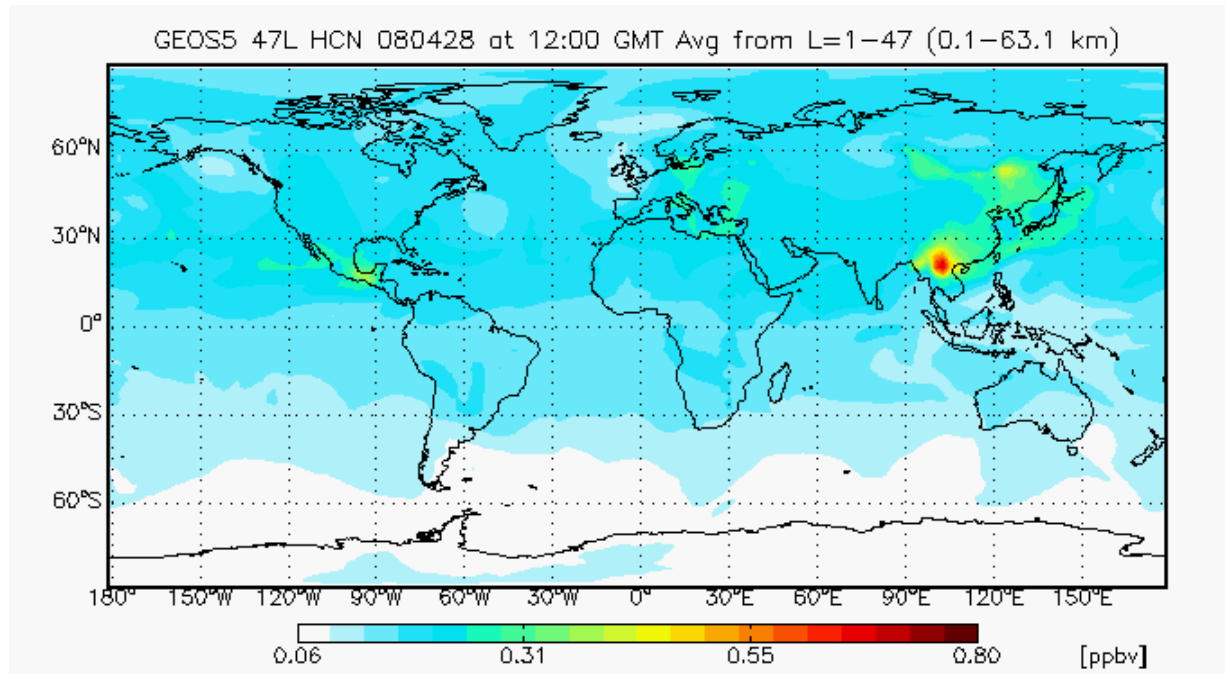 GEOS5 47L HCN 080428 at 12:00 GMT Avg from L=1-47 (0.1-63.1 km)
60°N
30°N
0°
30°S
60°S
180° 150°W 120°W 90°W 60°W 30°W 0° 30°E 60°E 90°E 120°E 150°E
0.06 0.31 0.55 0.80 [ppbv]